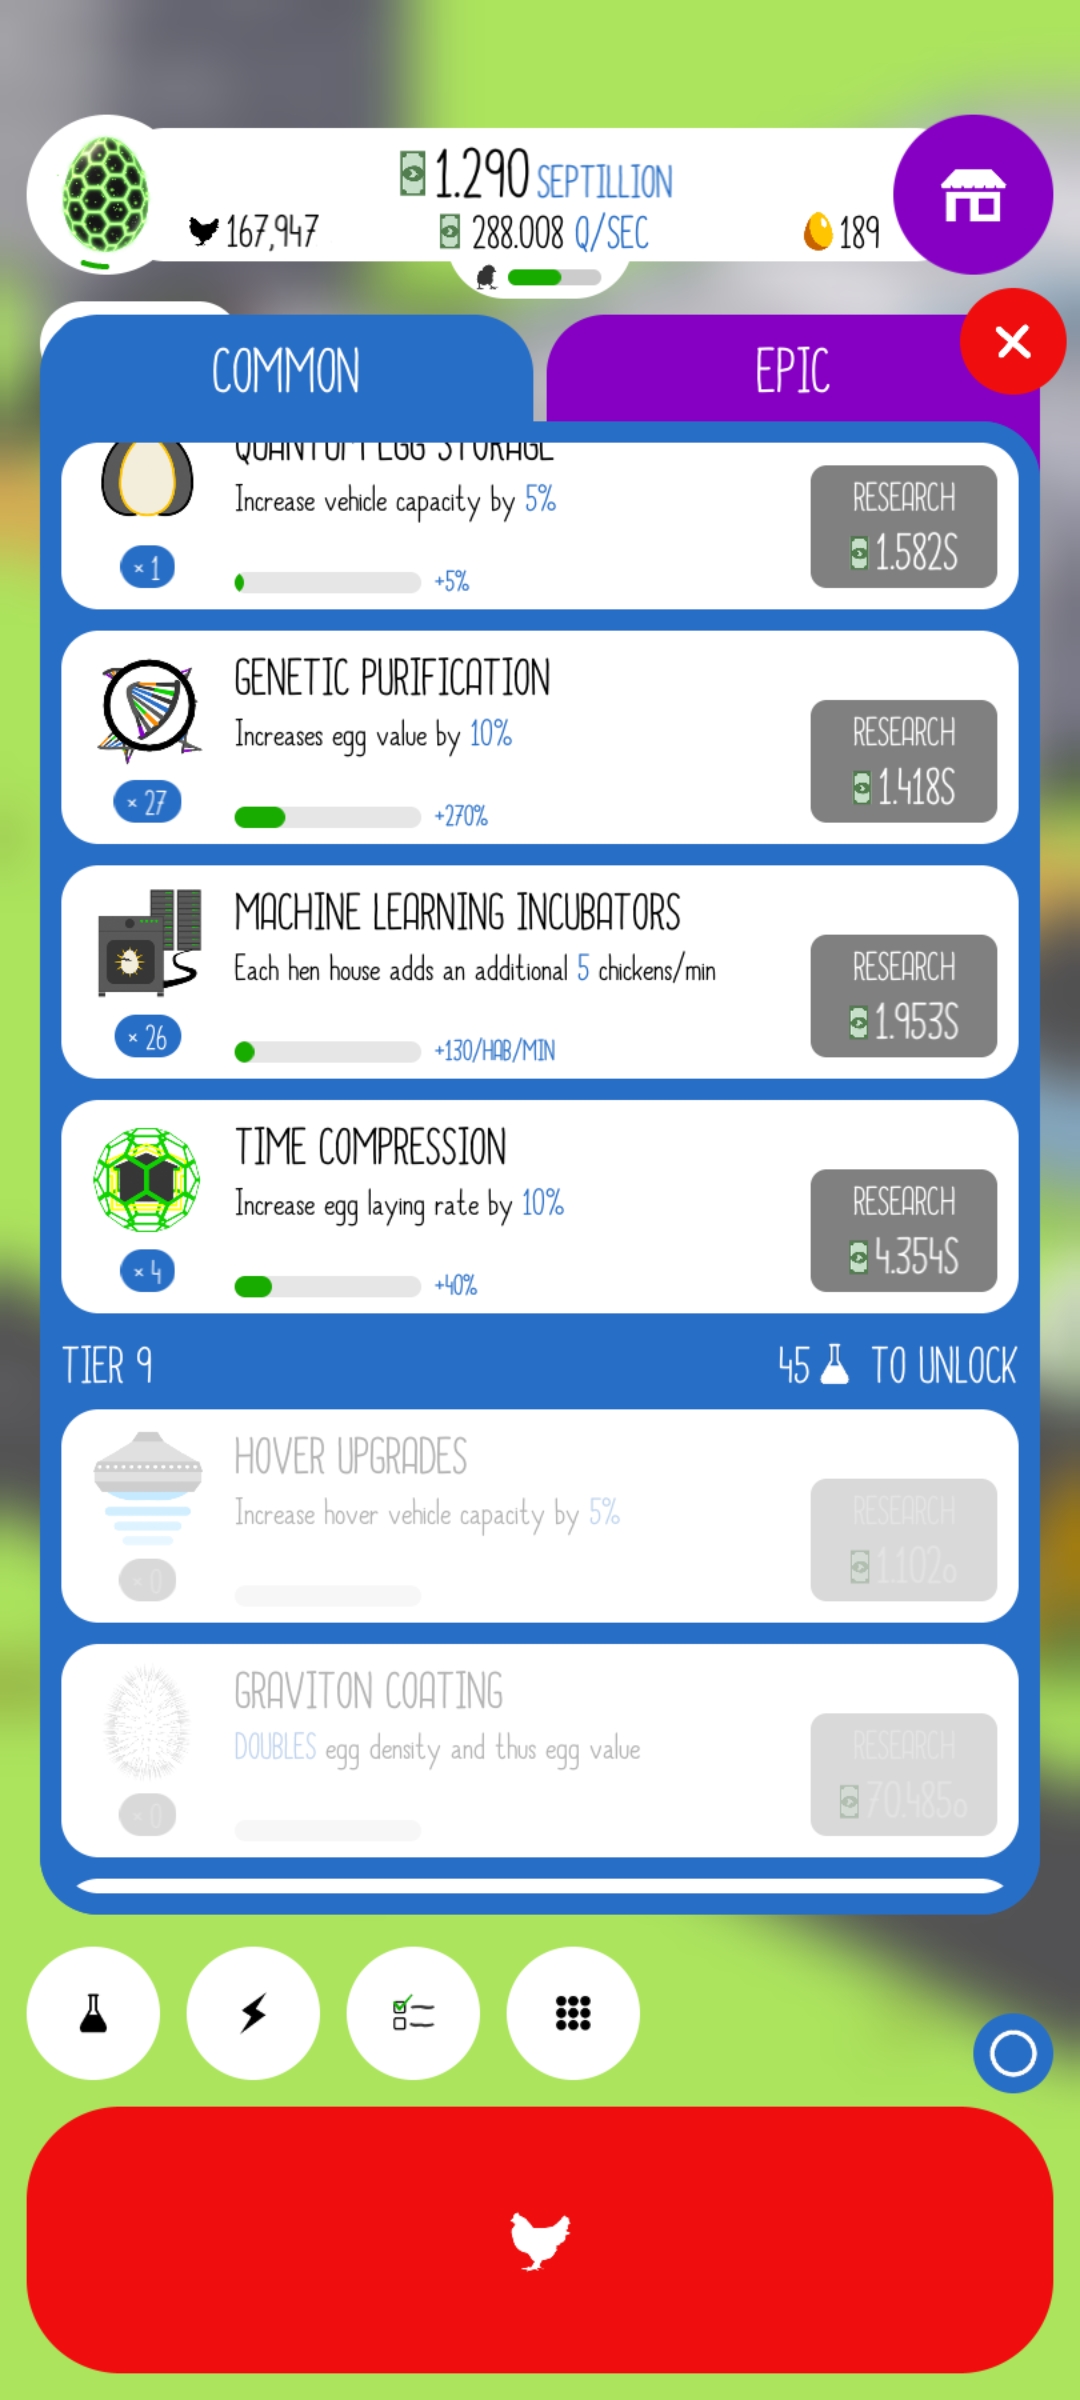 1.290 SEPTILLION
167,947 288.008 Q/SEC 189
COMMON EPIC
QUANTUM EGG STORAGE
Increase vehicle capacity by 5%
RESEARCH
1.582S
× 1
+5%
GENETIC PURIFICATION
Increases egg value by 10%
RESEARCH
1.418S
× 27
+270%
MACHINE LEARNING INCUBATORS
Each hen house adds an additional 5 chickens/min
RESEARCH
1.953S
× 26
+130/HAB/MIN
TIME COMPRESSION
Increase egg laying rate by 10%
RESEARCH
4.354S
× 4
+40%
TIER 9 45 TO UNLOCK
HOVER UPGRADES
Increase hover vehicle capacity by 5%
RESEARCH
1.102o
× 0
GRAVITON COATING
DOUBLES egg density and thus egg value
RESEARCH
70.485o
× 0